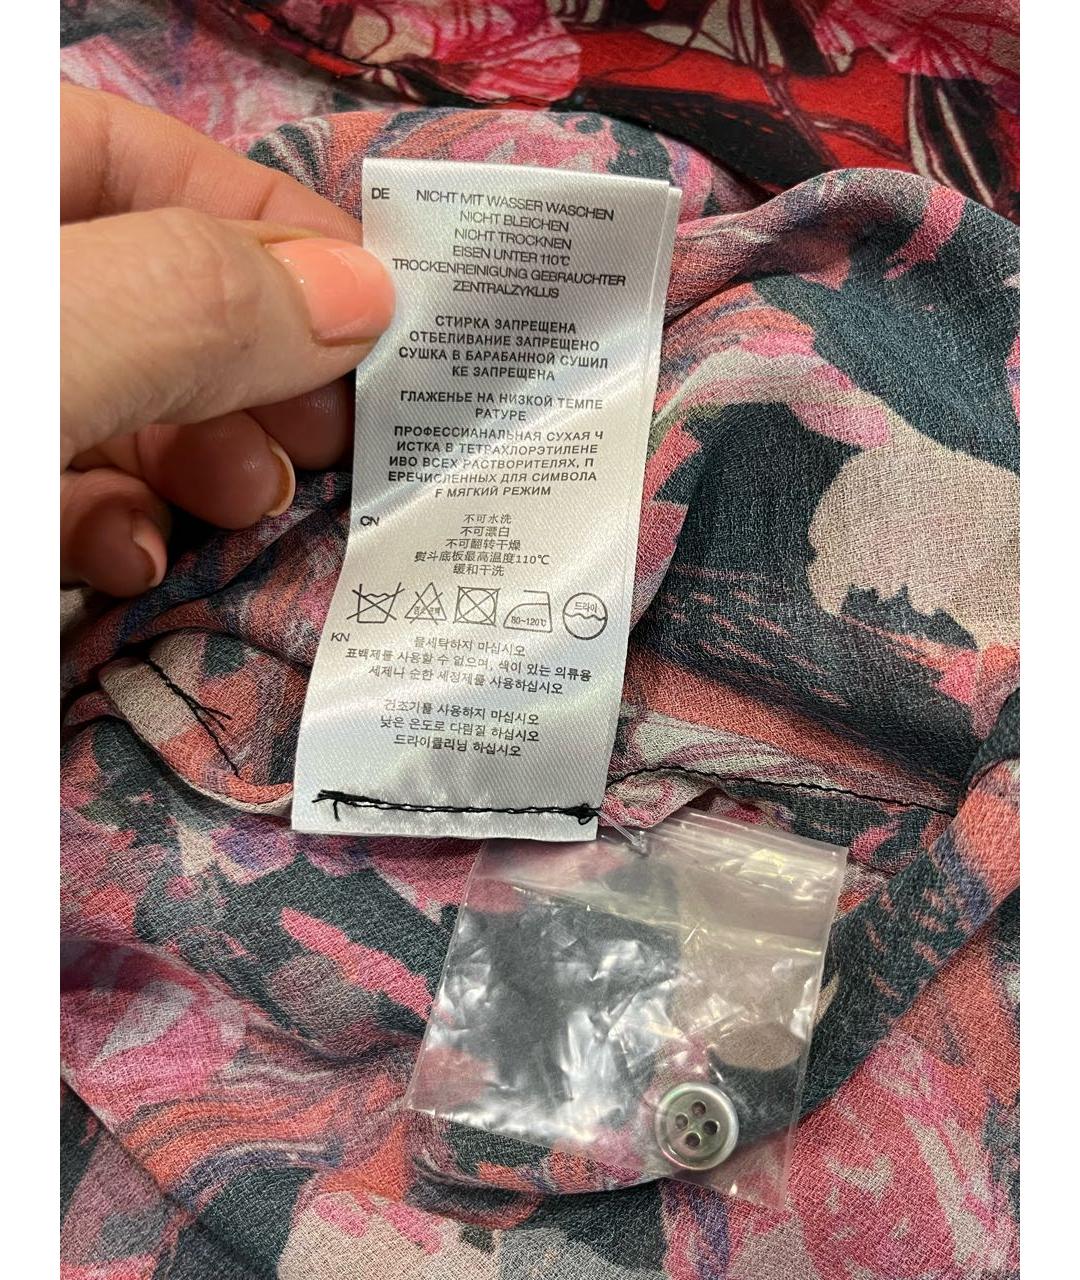 DE NICHT MIT WASSER WASCHEN
NICHT BLEICHEN
NICHT TROCKNEN
EISEN UNTER 110℃
TROCKENREINIGUNG GEBRAUCHTER
ZENTRALZYKLUS
СТИРКА ЗАПРЕЩЕНА
ОТБЕЛИВАНИЕ ЗАПРЕЩЕНО
СУШКА В БАРАБАННОЙ СУШИЛ
КЕ ЗАПРЕЩЕНА
ГЛАЖЕНЬЕ НА НИЗКОЙ ТЕМПЕ
РАТУРЕ
ПРОФЕССИАНАЛЬНАЯ СУХАЯ Ч
ИСТКА В ТЕТРАХЛОРЭТИЛЕНЕ
ИВО ВСЕХ РАСТВОРИТЕЛЯХ, П
ЕРЕЧИСЛЕННЫХ ДЛЯ СИМВОЛА
F МЯГКИЙ РЕЖИМ
CN 不可水洗
不可漂白
不可翻转干燥
熨斗底板最高温度110℃
缓和干洗
80~120℃ 드라이
KN 물세탁하지 마십시오
표백제를 사용할 수 없으며, 색이 있는 의류용
세제나 순한 세정제를 사용하십시오
건조기를 사용하지 마십시오
낮은 온도로 다림질 하십시오
드라이클리닝 하십시오